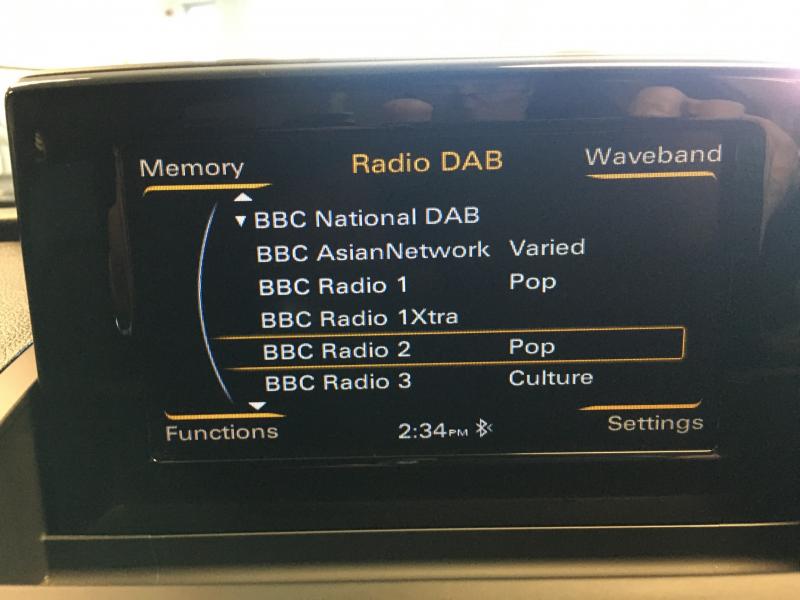 Memory Radio DAB Waveband
BBC National DAB
BBC AsianNetwork Varied
BBC Radio 1 Pop
BBC Radio 1Xtra
BBC Radio 2 Pop
BBC Radio 3 Culture
Functions 2:34PM Settings